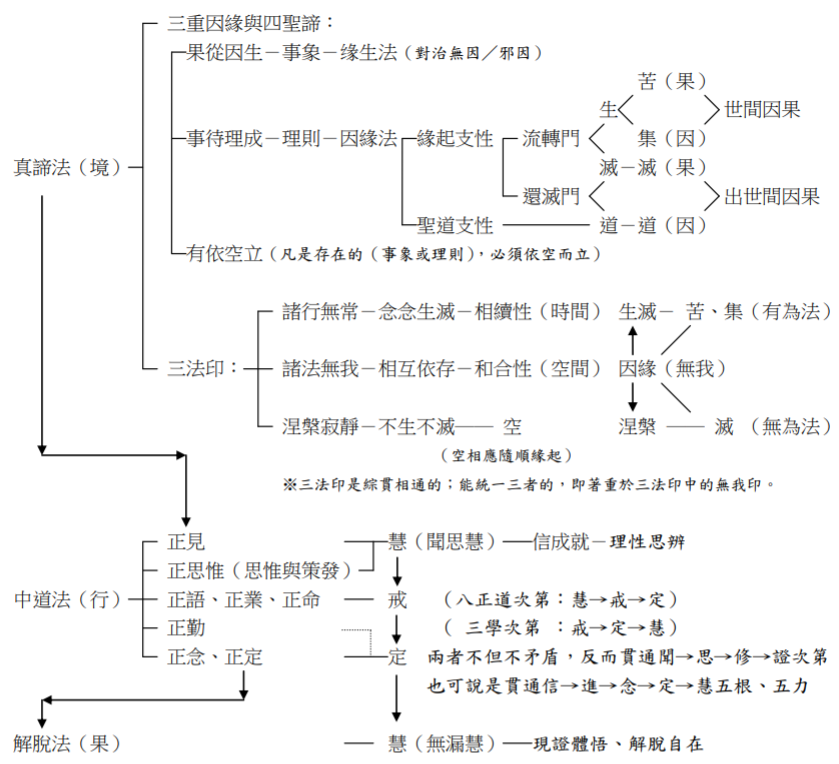 三重因緣與四聖諦：
果從因生－事象－缘生法（對治無因／邪因）
苦（果）
生 世間因果
事待理成－理則－因緣法 緣起支性 流轉門 集（因）
真諦法（境） 滅－滅（果）
還滅門 出世間因果
聖道支性 道－道（因）
有依空立（凡是存在的（事象或理則），必須依空而立）
諸行無常－念念生滅－相續性（時間） 生滅－ 苦、集（有為法）
三法印： 諸法無我－相互依存－和合性（空間） 因緣（無我）
涅槃寂靜－不生不滅── 空 涅槃 ── 滅 （無為法）
（空相應隨順緣起）
※三法印是綜貫相通的；能統一三者的，即著重於三法印中的無我印。
正見 慧（聞思慧）──信成就－理性思辨
正思惟（思惟與策發）
中道法（行） 正語、正業、正命 ── 戒 （八正道次第：慧→戒→定）
正勤 （ 三學次第 ：戒→定→慧）
正念、正定 定 兩者不但不矛盾，反而貫通聞→思→修→證次第
也可說是貫通信→進→念→定→慧五根、五力
解脫法（果） ── 慧（無漏慧）──現證體悟、解脫自在